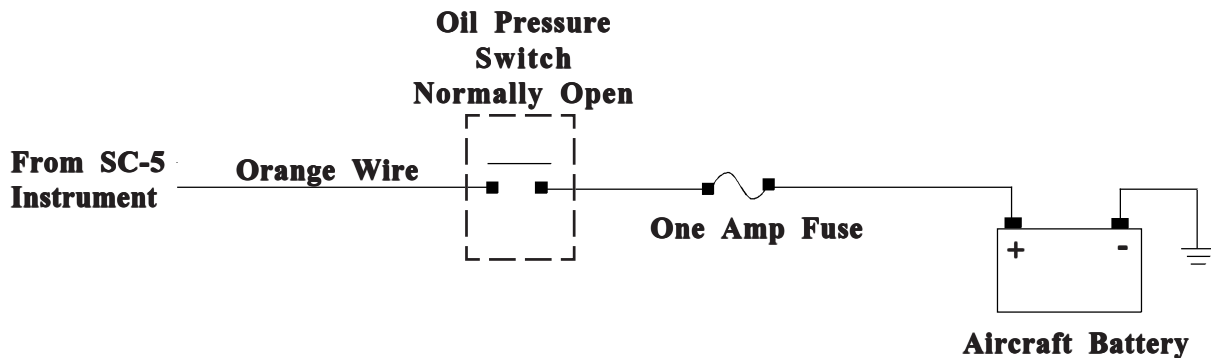 Oil Pressure
Switch
Normally Open
From SC-5
Instrument
Orange Wire
One Amp Fuse
+ -
Aircraft Battery